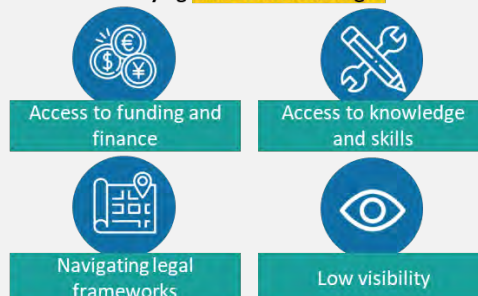 Access to funding and
finance
Access to knowledge
and skills
Navigating legal
frameworks
Low visibility